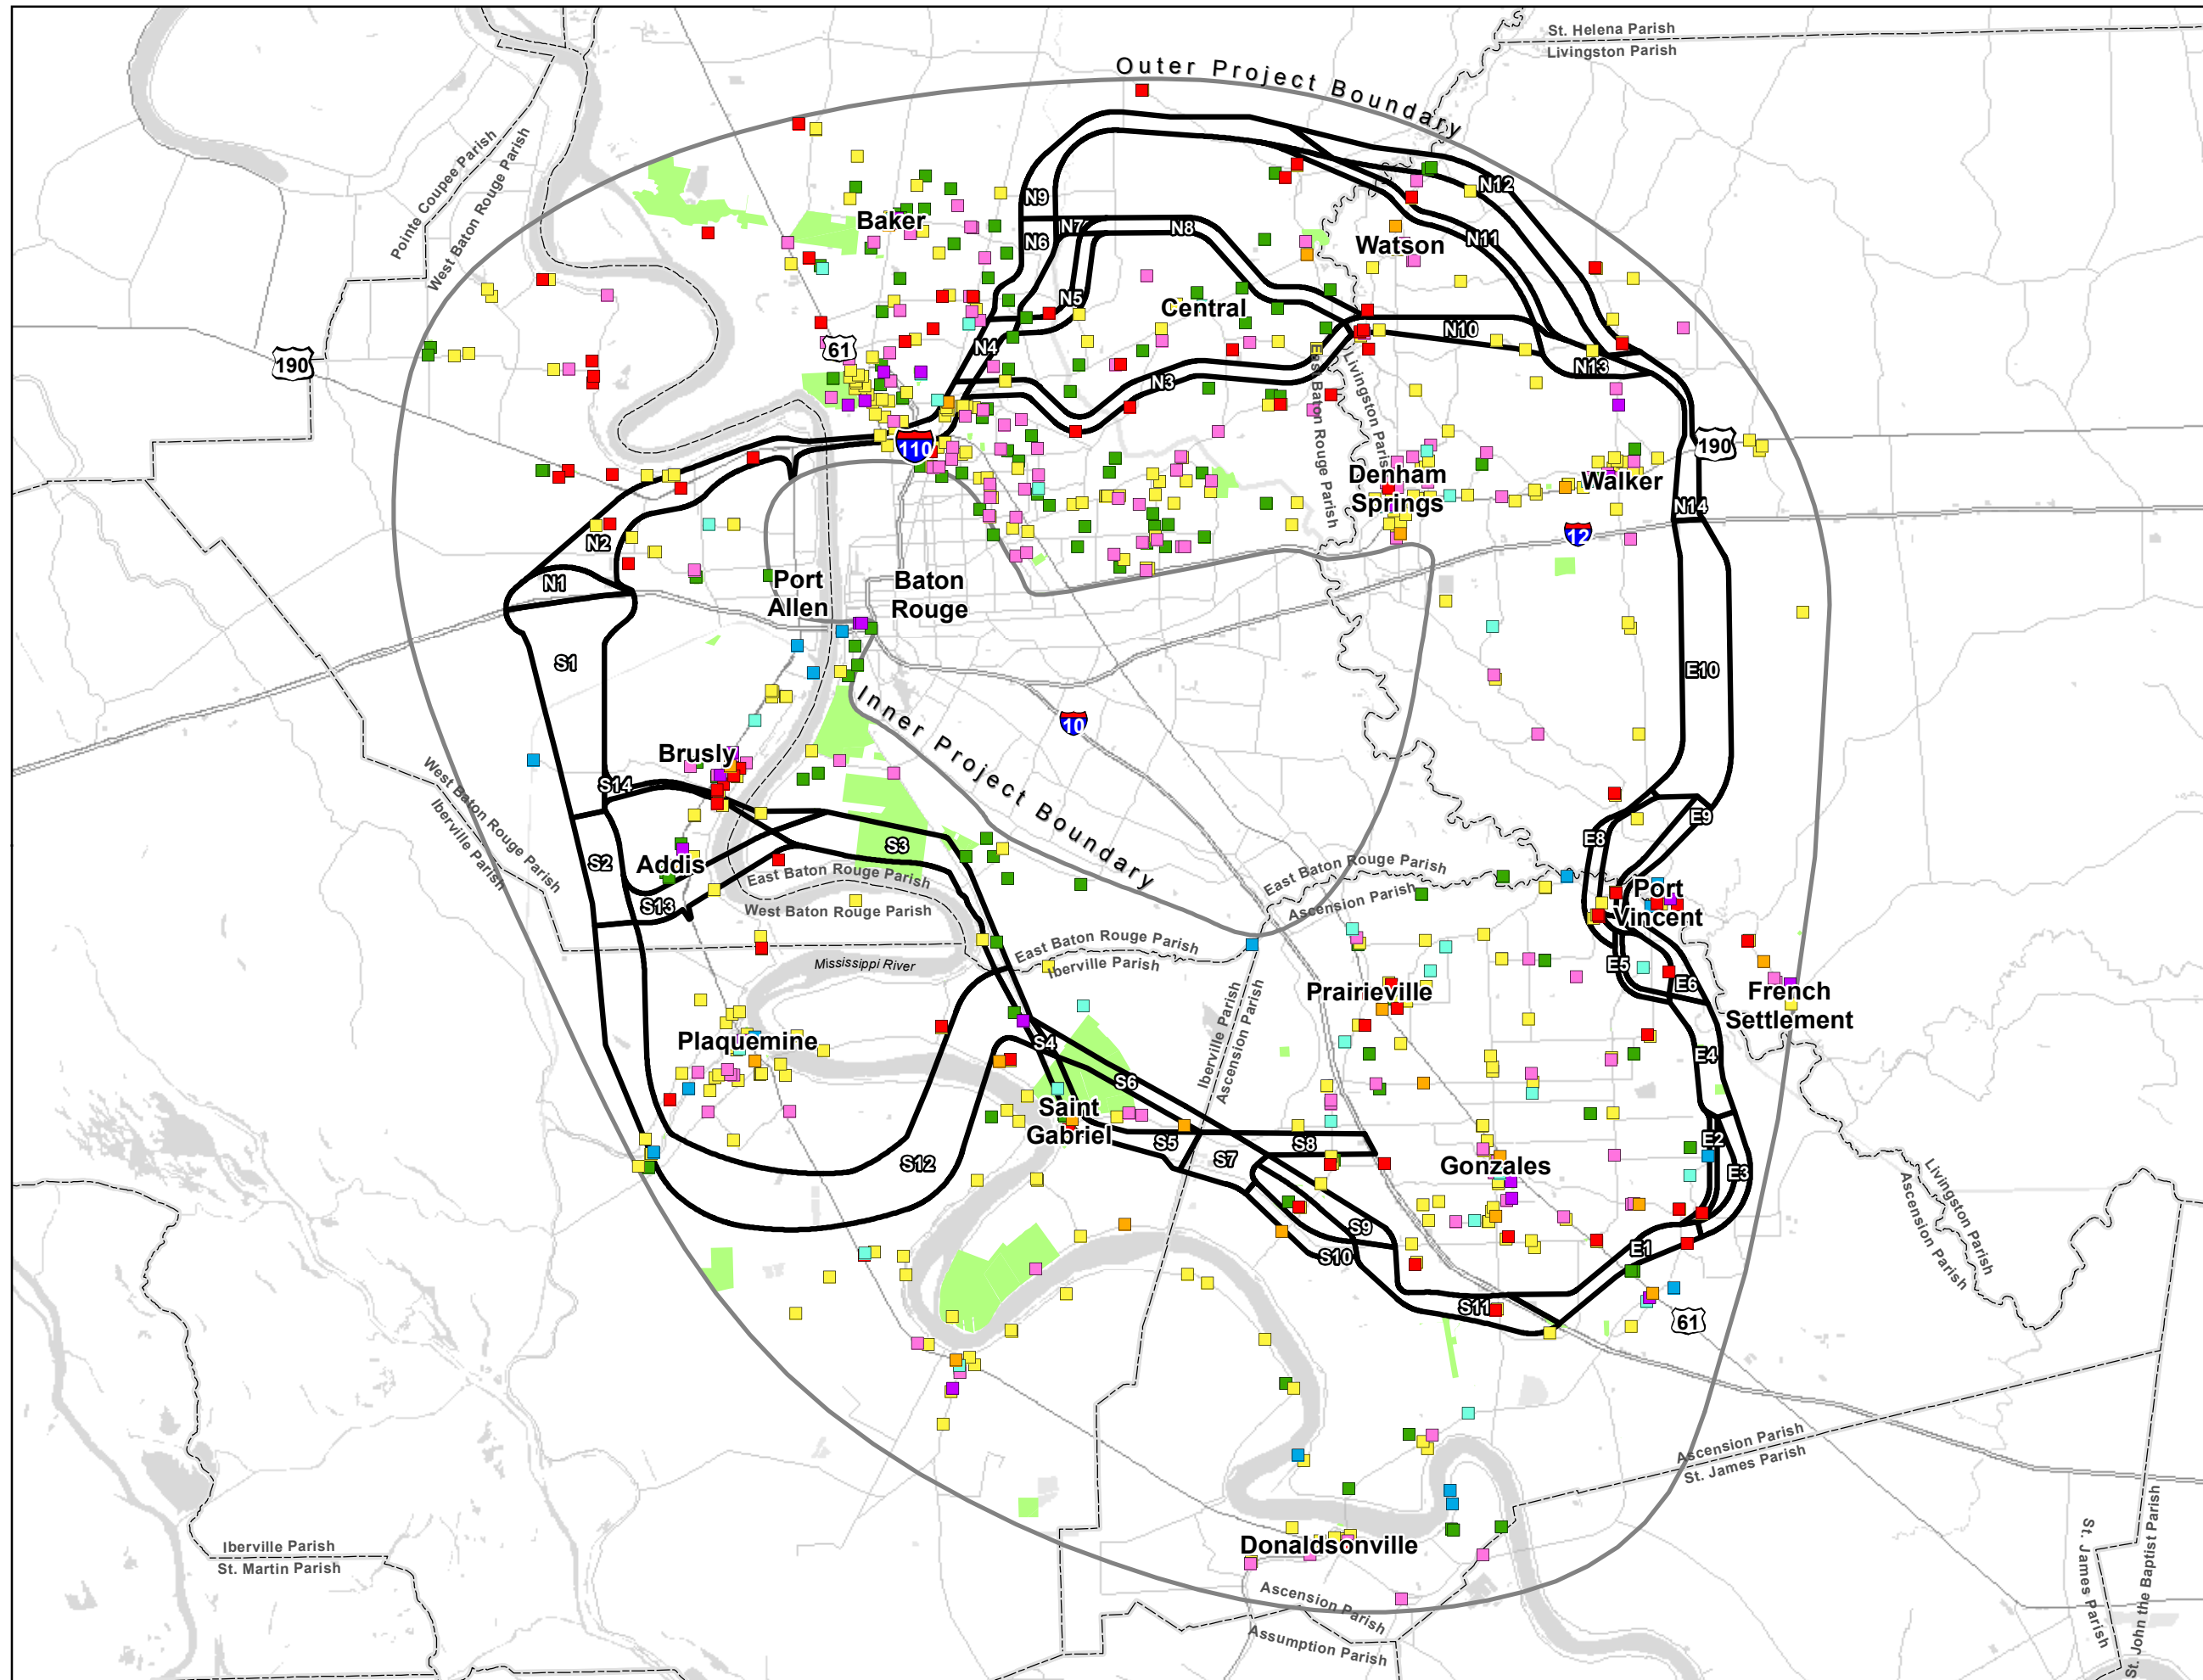 St. Helena Parish
Livingston Parish
Outer Project Boundary
Pointe Coupee Parish
West Baton Rouge Parish
N12
N9
Baker
N7
N8
N6
Watson
N11
N5
Central
N10
61
N4
190
N13
N3
East Baton Rouge Parish
Livingston Parish
110
190
Denham
Springs
Walker
N14
12
N2
N1
Port
Allen
Baton
Rouge
S1
E10
Inner Project Boundary
10
Brusly
S14
West Baton Rouge Parish
Iberville Parish
E9
E8
S3
S2
Addis
East Baton Rouge Parish
West Baton Rouge Parish
S13
East Baton Rouge Parish
Ascension Parish
Port
Vincent
East Baton Rouge Parish
Iberville Parish
Mississippi River
E5
E6
Prairieville
French
Settlement
Iberville Parish
Ascension Parish
Plaquemine
S4
E4
S6
Saint
Gabriel
S5
S8
E2
S7
S12
Gonzales
E3
Livingston Parish
Ascension Parish
S9
S10
E1
S11
61
Ascension Parish
St. James Parish
Donaldsonville
Iberville Parish
St. Martin Parish
Ascension Parish
Assumption Parish
St. James Parish
St. John the Baptist Parish